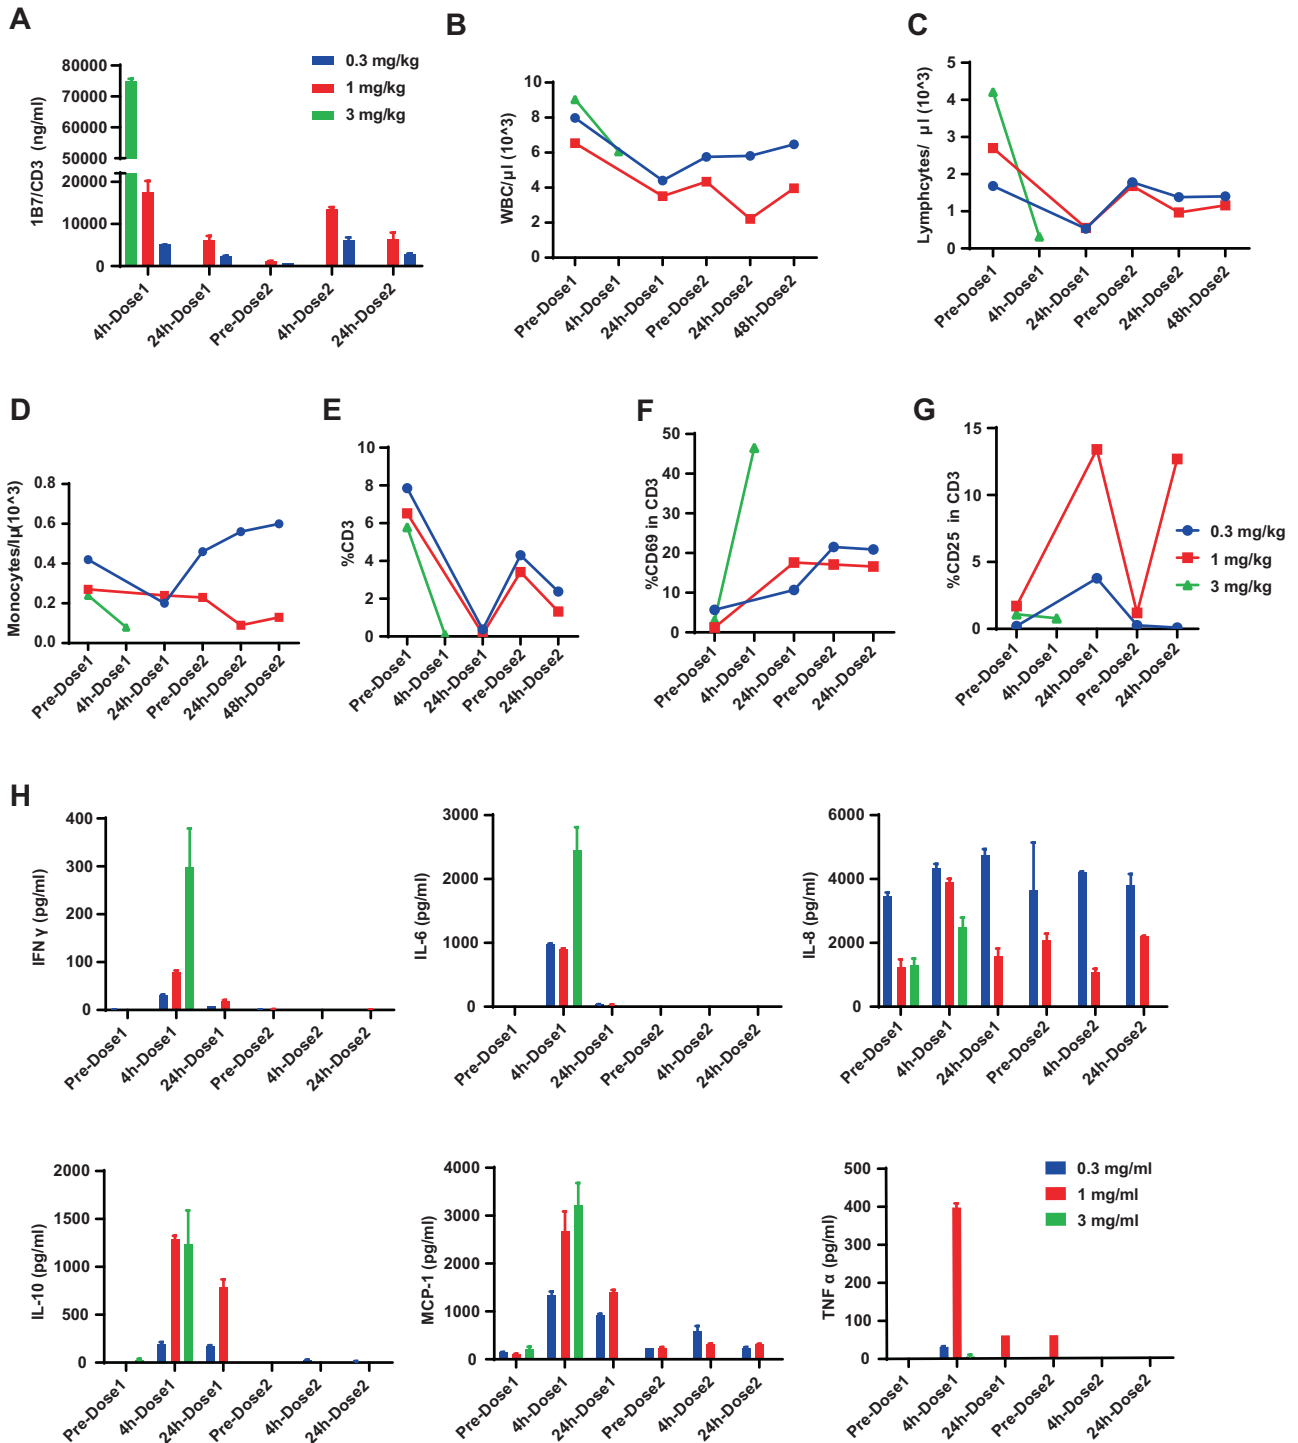 A
1B7/CD3 (ng/ml)
80000
70000
60000
50000
20000
10000
0
4h-Dose1
24h-Dose1
Pre-Dose2
4h-Dose2
24h-Dose2
0.3 mg/kg
1 mg/kg
3 mg/kg
B
WBC/µl (10^3)
10
8
6
4
2
0
Pre-Dose1
4h-Dose1
24h-Dose1
Pre-Dose2
24h-Dose2
48h-Dose2
C
Lymphcytes/ µl (10^3)
5
4
3
2
1
0
Pre-Dose1
4h-Dose1
24h-Dose1
Pre-Dose2
24h-Dose2
48h-Dose2
D
Monocytes/lµ(10^3)
0.8
0.6
0.4
0.2
0.0
Pre-Dose1
4h-Dose1
24h-Dose1
Pre-Dose2
24h-Dose2
48h-Dose2
E
%CD3
10
8
6
4
2
0
Pre-Dose1
4h-Dose1
24h-Dose1
Pre-Dose2
24h-Dose2
F
%CD69 in CD3
50
40
30
20
10
0
Pre-Dose1
4h-Dose1
24h-Dose1
Pre-Dose2
24h-Dose2
G
%CD25 in CD3
15
10
5
0
Pre-Dose1
4h-Dose1
24h-Dose1
Pre-Dose2
24h-Dose2
0.3 mg/kg
1 mg/kg
3 mg/kg
H
IFN γ (pg/ml)
400
300
200
100
0
Pre-Dose1
4h-Dose1
24h-Dose1
Pre-Dose2
4h-Dose2
24h-Dose2
IL-6 (pg/ml)
3000
2000
1000
0
Pre-Dose1
4h-Dose1
24h-Dose1
Pre-Dose2
4h-Dose2
24h-Dose2
IL-8 (pg/ml)
6000
4000
2000
0
Pre-Dose1
4h-Dose1
24h-Dose1
Pre-Dose2
4h-Dose2
24h-Dose2
IL-10 (pg/ml)
2000
1500
1000
500
0
Pre-Dose1
4h-Dose1
24h-Dose1
Pre-Dose2
4h-Dose2
24h-Dose2
MCP-1 (pg/ml)
4000
3000
2000
1000
0
Pre-Dose1
4h-Dose1
24h-Dose1
Pre-Dose2
4h-Dose2
24h-Dose2
TNF α (pg/ml)
500
400
300
200
100
0
Pre-Dose1
4h-Dose1
24h-Dose1
Pre-Dose2
4h-Dose2
24h-Dose2
0.3 mg/ml
1 mg/ml
3 mg/ml